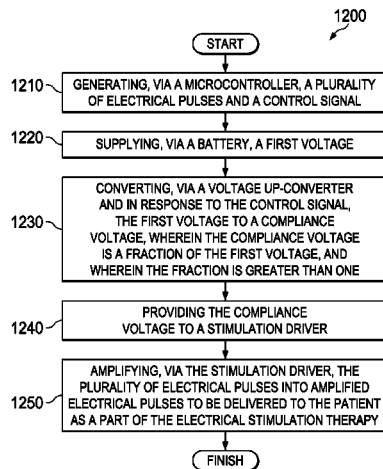 1200
START
1210
GENERATING, VIA A MICROCONTROLLER, A PLURALITY
OF ELECTRICAL PULSES AND A CONTROL SIGNAL
1220
SUPPLYING, VIA A BATTERY, A FIRST VOLTAGE
1230
CONVERTING, VIA A VOLTAGE UP-CONVERTER
AND IN RESPONSE TO THE CONTROL SIGNAL,
THE FIRST VOLTAGE TO A COMPLIANCE
VOLTAGE, WHEREIN THE COMPLIANCE VOLTAGE
IS A FRACTION OF THE FIRST VOLTAGE, AND
WHEREIN THE FRACTION IS GREATER THAN ONE
1240
PROVIDING THE COMPLIANCE
VOLTAGE TO A STIMULATION DRIVER
1250
AMPLIFYING, VIA THE STIMULATION DRIVER, THE
PLURALITY OF ELECTRICAL PULSES INTO AMPLIFIED
ELECTRICAL PULSES TO BE DELIVERED TO THE PATIENT
AS A PART OF THE ELECTRICAL STIMULATION THERAPY
FINISH